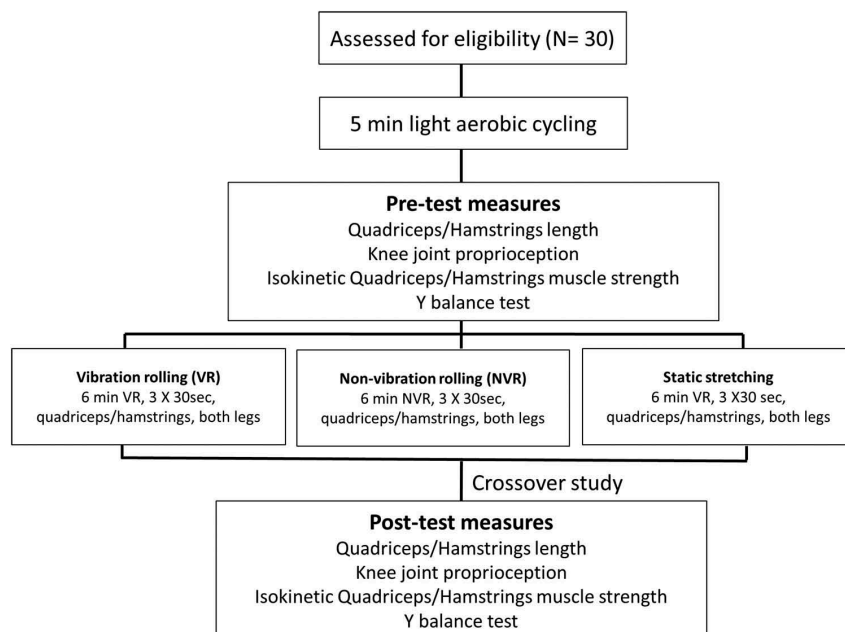 Assessed for eligibility (N= 30)
5 min light aerobic cycling
Pre-test measures
Quadriceps/Hamstrings length
Knee joint proprioception
Isokinetic Quadriceps/Hamstrings muscle strength
Y balance test
Vibration rolling (VR)
6 min VR, 3 X 30sec,
quadriceps/hamstrings, both legs
Non-vibration rolling (NVR)
6 min NVR, 3 X 30sec,
quadriceps/hamstrings, both legs
Static stretching
6 min VR, 3 X30 sec,
quadriceps/hamstrings, both legs
Crossover study
Post-test measures
Quadriceps/Hamstrings length
Knee joint proprioception
Isokinetic Quadriceps/Hamstrings muscle strength
Y balance test